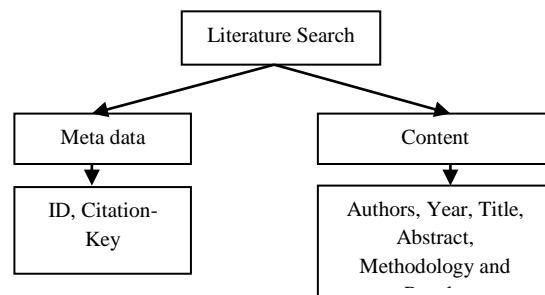 Literature Search
Meta data
Content
ID, Citation-
Key
Authors, Year, Title,
Abstract,
Methodology and